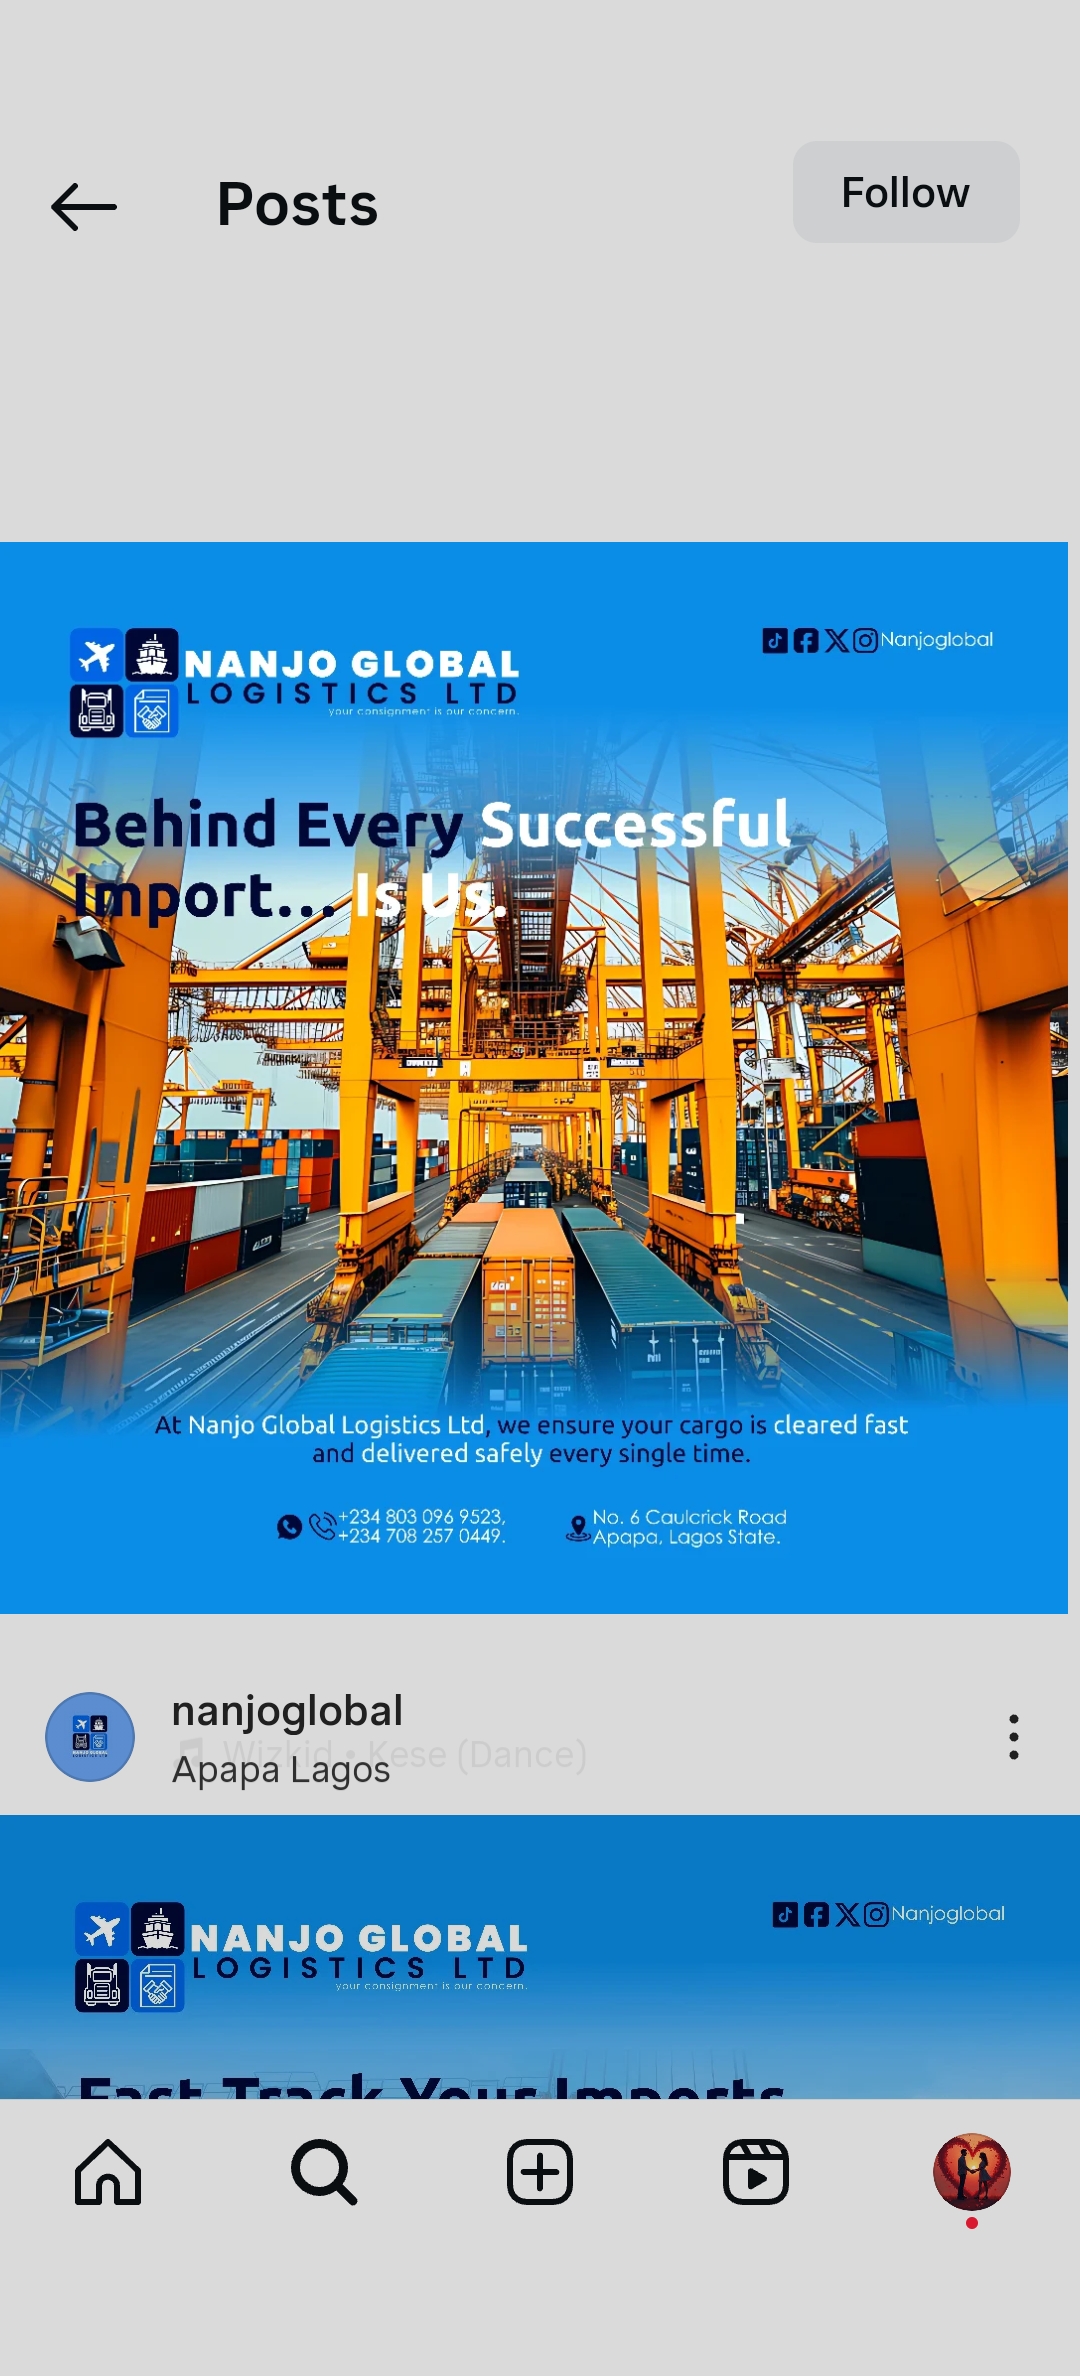 Posts
Follow
NANJO GLOBAL
LOGISTICS LTD
your consignment is our concern.
Nanjoglobal
Behind Every Successful
Import... Is Us.
At Nanjo Global Logistics Ltd, we ensure your cargo is cleared fast
and delivered safely every single time.
+234 803 096 9523,
+234 708 257 0449.
No. 6 Caulcrick Road
Apapa, Lagos State.
nanjoglobal
Wizkid • Kese (Dance)
Apapa Lagos
NANJO GLOBAL
LOGISTICS LTD
your consignment is our concern.
Nanjoglobal
Fast Track Your Imports